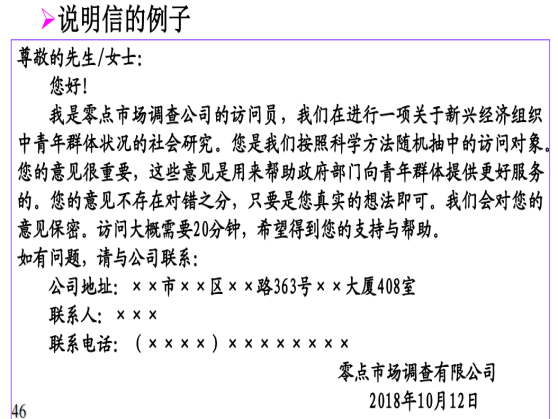 ➢说明信的例子
尊敬的先生/女士：
您好！
我是零点市场调查公司的访问员，我们在进行一项关于新兴经济组织
中青年群体状况的社会研究。您是我们按照科学方法随机抽中的访问对象。
您的意见很重要，这些意见是用来帮助政府部门向青年群体提供更好服务
的。您的意见不存在对错之分，只要是您真实的想法即可。我们会对您的
意见保密。访问大概需要20分钟，希望得到您的支持与帮助。
如有问题，请与公司联系：
公司地址：××市××区××路363号××大厦408室
联系人：×××
联系电话：（××××）××××××××
零点市场调查有限公司
2018年10月12日
46